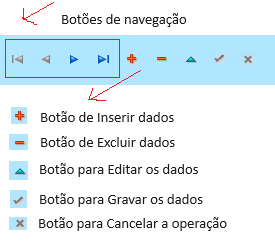 Botões de navegação
Botão de Inserir dados
Botão de Excluir dados
Botão para Editar os dados
Botão para Gravar os dados
Botão para Cancelar a operação